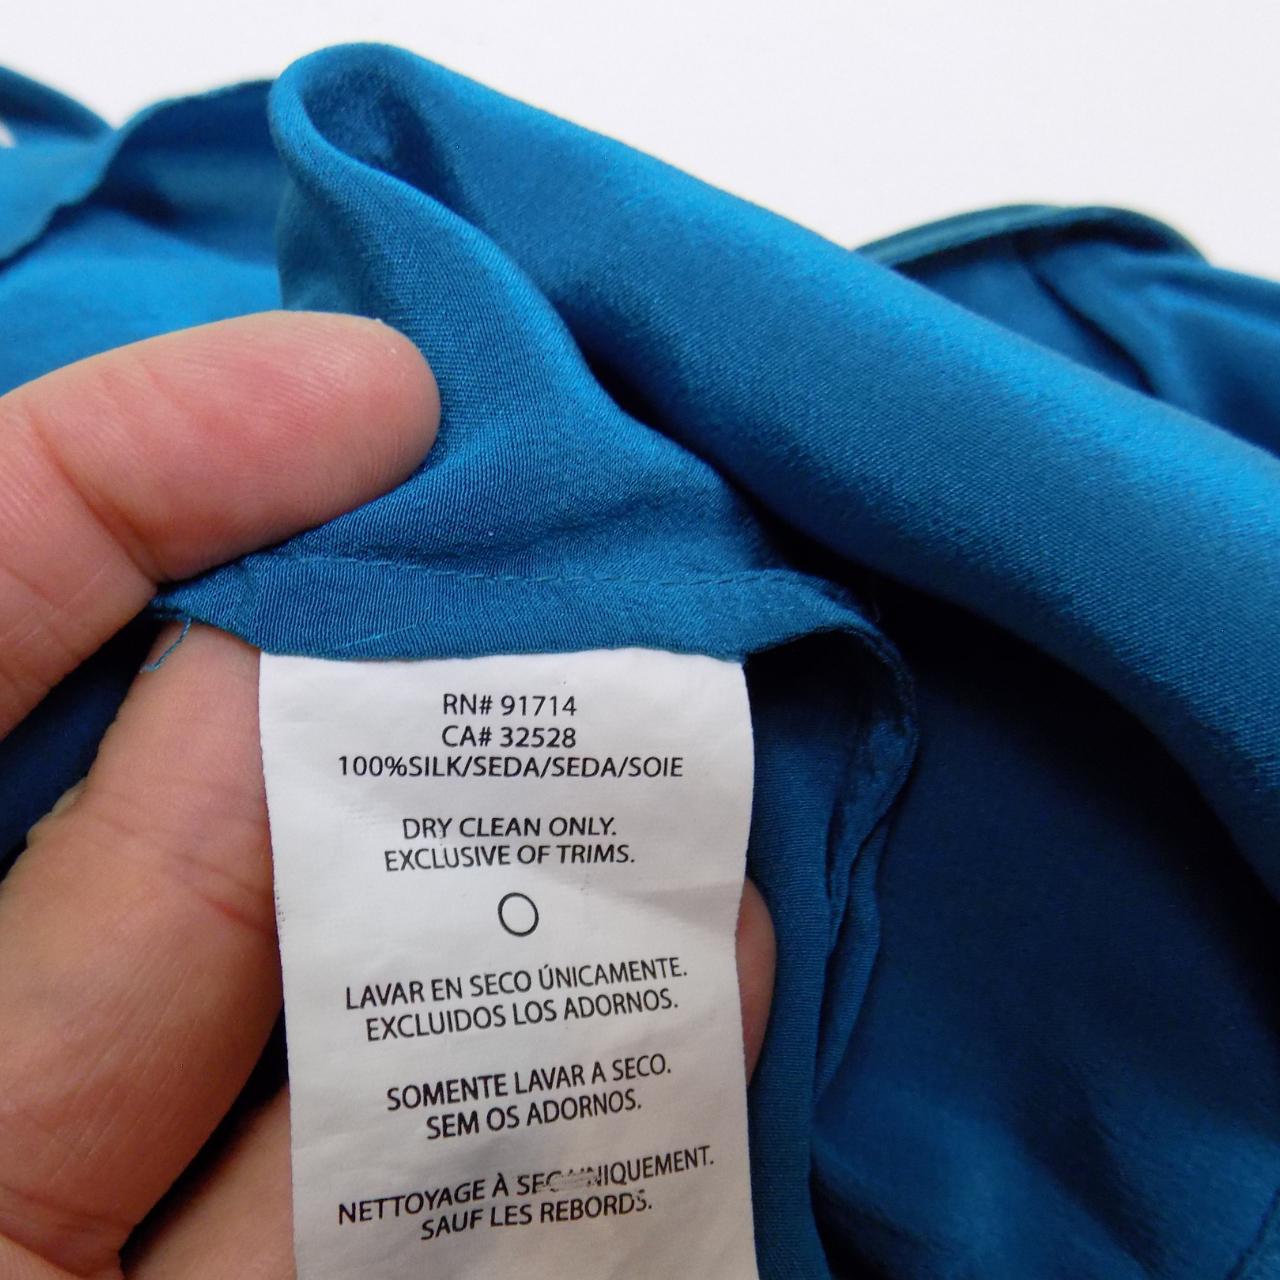 RN# 91714
CA# 32528
100%SILK/SEDA/SEDA/SOIE
DRY CLEAN ONLY.
EXCLUSIVE OF TRIMS.
LAVAR EN SECO ÚNICAMENTE.
EXCLUIDOS LOS ADORNOS.
SOMENTE LAVAR A SECO.
SEM OS ADORNOS.
NETTOYAGE À
SAUF LES REBORDS.